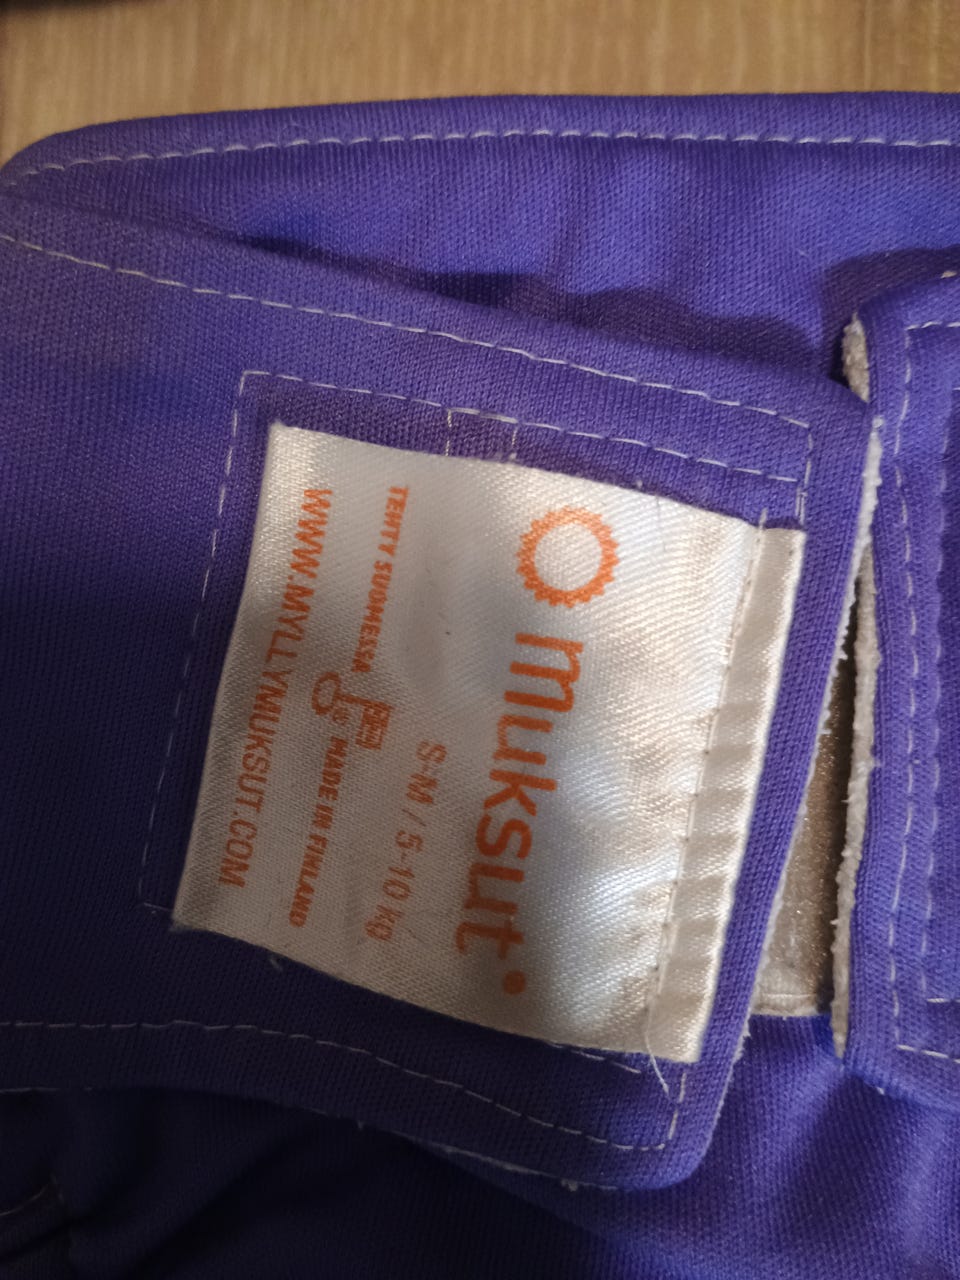 muksut
S-M / 5-10 kg
TEHTY SUOMESSA MADE IN FINLAND
WWW.MYLLYMUKSUT.COM